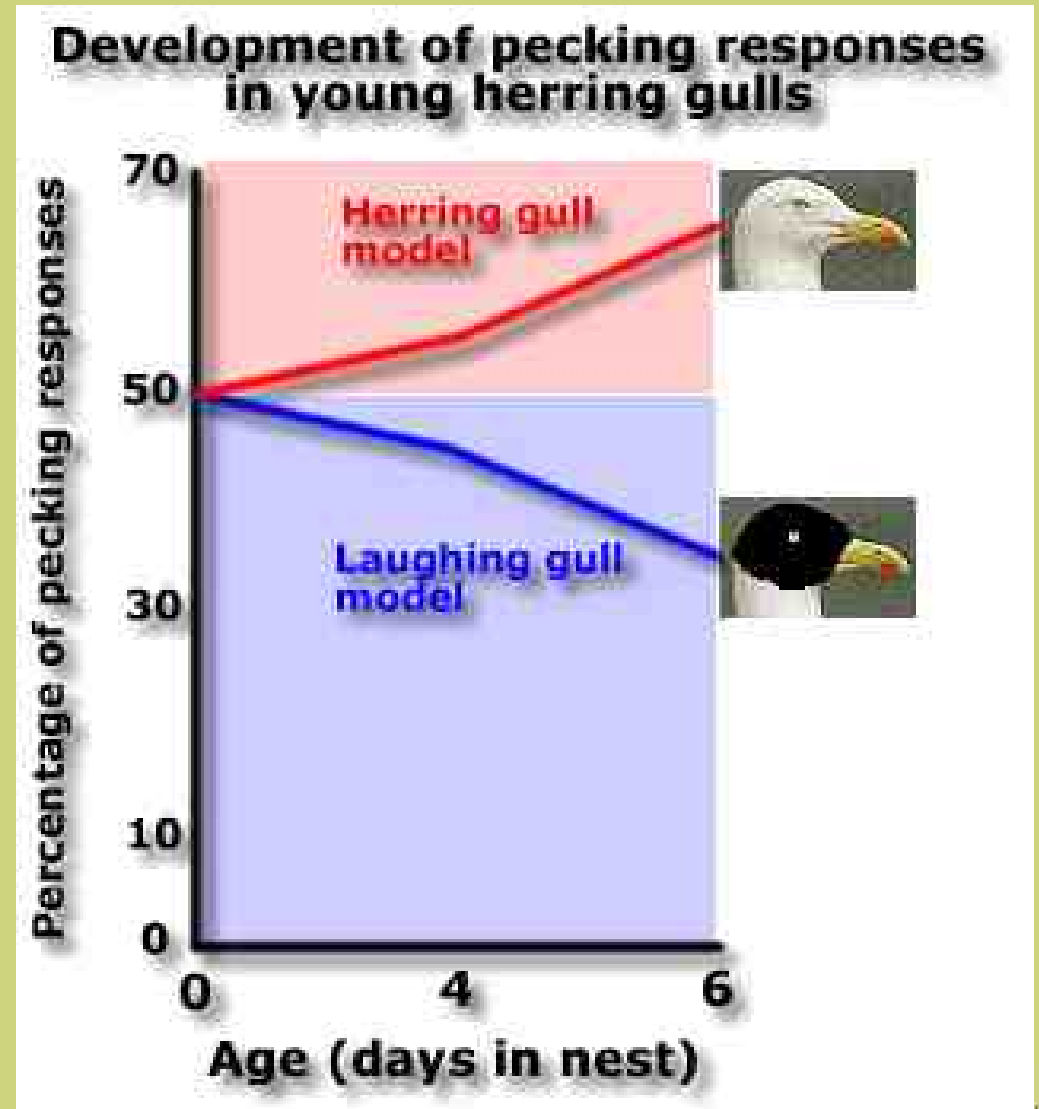 Development of pecking responses
in young herring gulls
Percentage of pecking responses
70
50
30
10
0
Herring gull
model
Laughing gull
model
0 4 6
Age (days in nest)